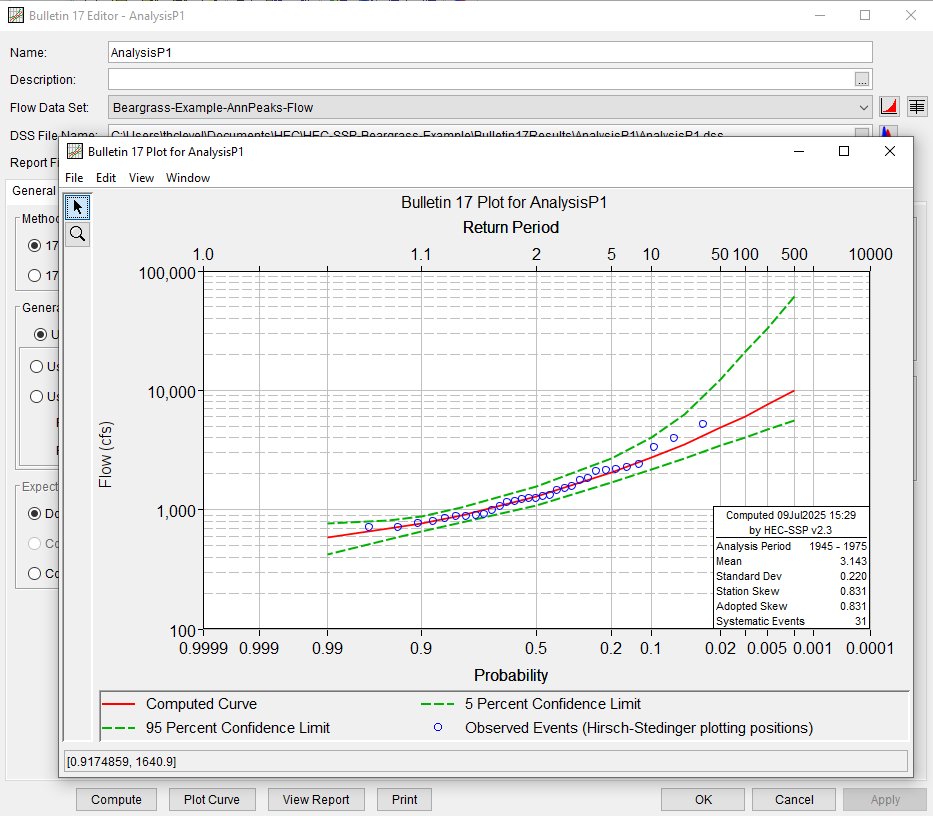 Bulletin 17 Editor - AnalysisP1
Name:
AnalysisP1
Description:
...
Flow Data Set:
Beargrass-Example-AnnPeaks-Flow
DSS File Name:
C:\Users\thclevel\Documents\HEC\HEC-SSP-Beargrass-Example\Bulletin17Results\AnalysisP1\AnalysisP1.dss
Report Fi
General
Metho
17
17
Genera
U
Us
Us
Expect
Do
Co
Co
Bulletin 17 Plot for AnalysisP1
File Edit View Window
Bulletin 17 Plot for AnalysisP1
Return Period
1.0 1.1 2 5 10 50 100 500 10000
100,000
10,000
1,000
100
Flow (cfs)
0.9999 0.999 0.99 0.9 0.5 0.2 0.1 0.02 0.005 0.001 0.0001
Probability
Computed 09Jul2025 15:29
by HEC-SSP v2.3
Analysis Period 1945 - 1975
Mean 3.143
Standard Dev 0.220
Station Skew 0.831
Adopted Skew 0.831
Systematic Events 31
Computed Curve
5 Percent Confidence Limit
95 Percent Confidence Limit
Observed Events (Hirsch-Stedinger plotting positions)
[0.9174859, 1640.9]
Compute Plot Curve View Report Print OK Cancel Apply